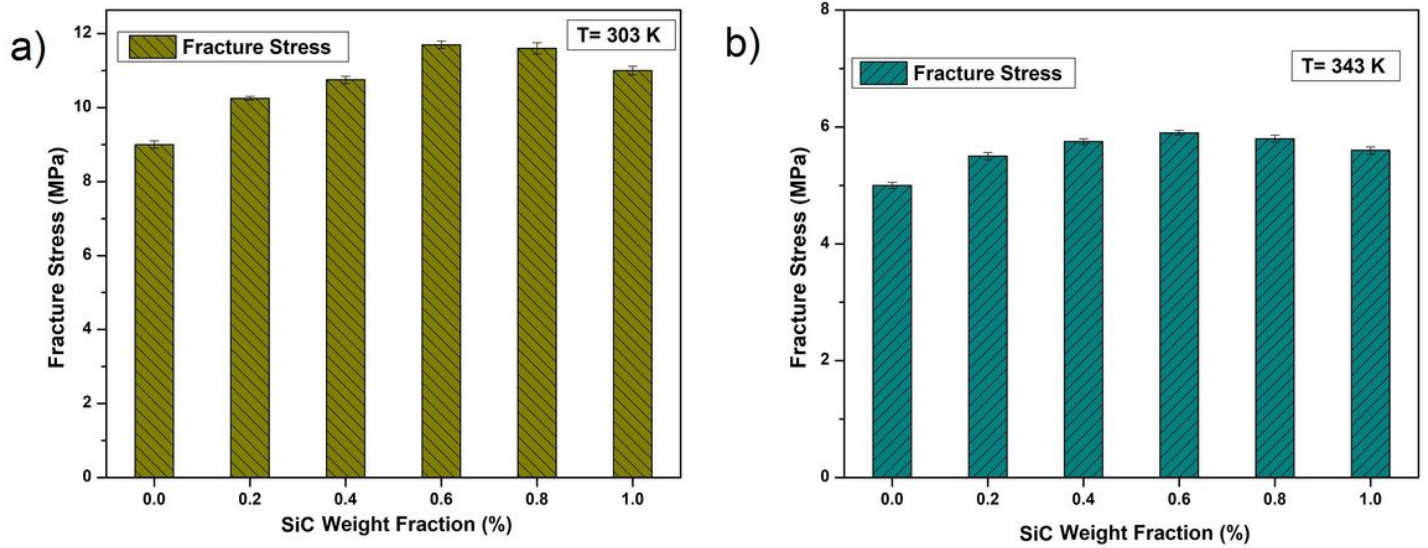 a)
Fracture Stress
T= 303 K
12
10
8
6
4
2
0
Fracture Stress (MPa)
0.0 0.2 0.4 0.6 0.8 1.0
SiC Weight Fraction (%)
b)
Fracture Stress
T= 343 K
8
6
4
2
0
Fracture Stress (MPa)
0.0 0.2 0.4 0.6 0.8 1.0
SiC Weight Fraction (%)